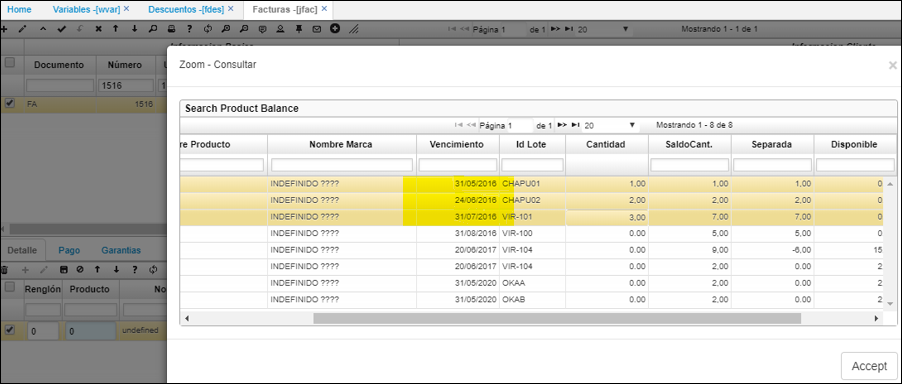 Home Variables -[wvar] × Descuentos -[fdes] × Facturas -[jfac] ×
Página 1 de 1 20 Mostrando 1 - 1 de 1
Documento Número
1516
FA 1516
Zoom - Consultar ×
Search Product Balance
Página 1 de 1 20 Mostrando 1 - 8 de 8
re Producto Nombre Marca Vencimiento Id Lote Cantidad SaldoCant. Separada Disponible
INDEFINIDO ???? 31/05/2016 CHAPU01 1,00 1,00 1,00 0
INDEFINIDO ???? 24/06/2016 CHAPU02 2,00 2,00 2,00 0
INDEFINIDO ???? 31/07/2016 VIR-101 3,00 7,00 7,00 0
INDEFINIDO ???? 31/08/2016 VIR-100 0.00 5,00 5,00 0
INDEFINIDO ???? 20/06/2017 VIR-104 0.00 9,00 -6,00 15
INDEFINIDO ???? 20/06/2017 VIR-104 0.00 2,00 0.00 2
INDEFINIDO ???? 31/05/2020 OKAA 0.00 2,00 0.00 2
INDEFINIDO ???? 31/05/2020 OKAB 0.00 2,00 0.00 2
Detalle Pago Garantias
Renglón Producto No
0 0 undefined
Accept